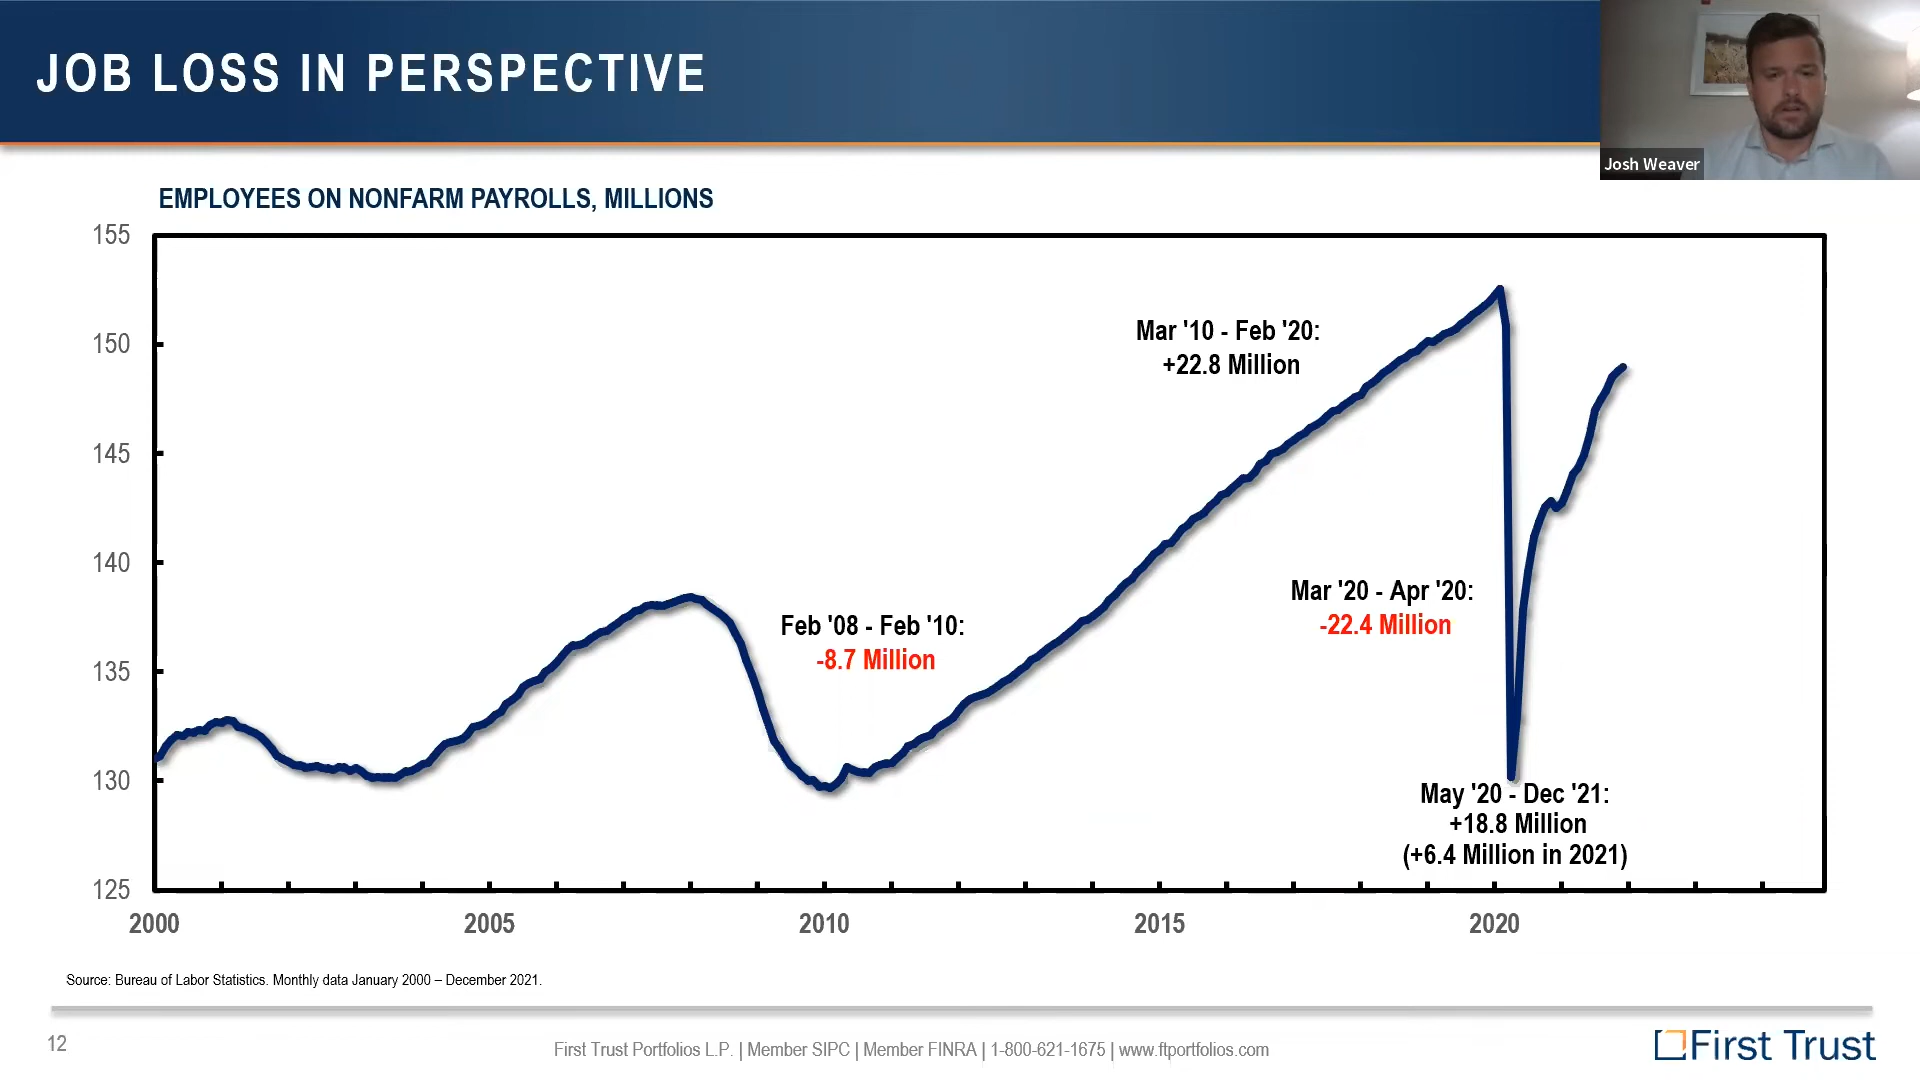 JOB LOSS IN PERSPECTIVE
Josh Weaver
EMPLOYEES ON NONFARM PAYROLLS, MILLIONS
155
150
145
140
135
130
125
Mar '10 - Feb '20:
+22.8 Million
Mar '20 - Apr '20:
-22.4 Million
Feb '08 - Feb '10:
-8.7 Million
May '20 - Dec '21:
+18.8 Million
(+6.4 Million in 2021)
2000 2005 2010 2015 2020
Source: Bureau of Labor Statistics. Monthly data January 2000 – December 2021.
12
First Trust Portfolios L.P. | Member SIPC | Member FINRA | 1-800-621-1675 | www.ftportfolios.com
First Trust